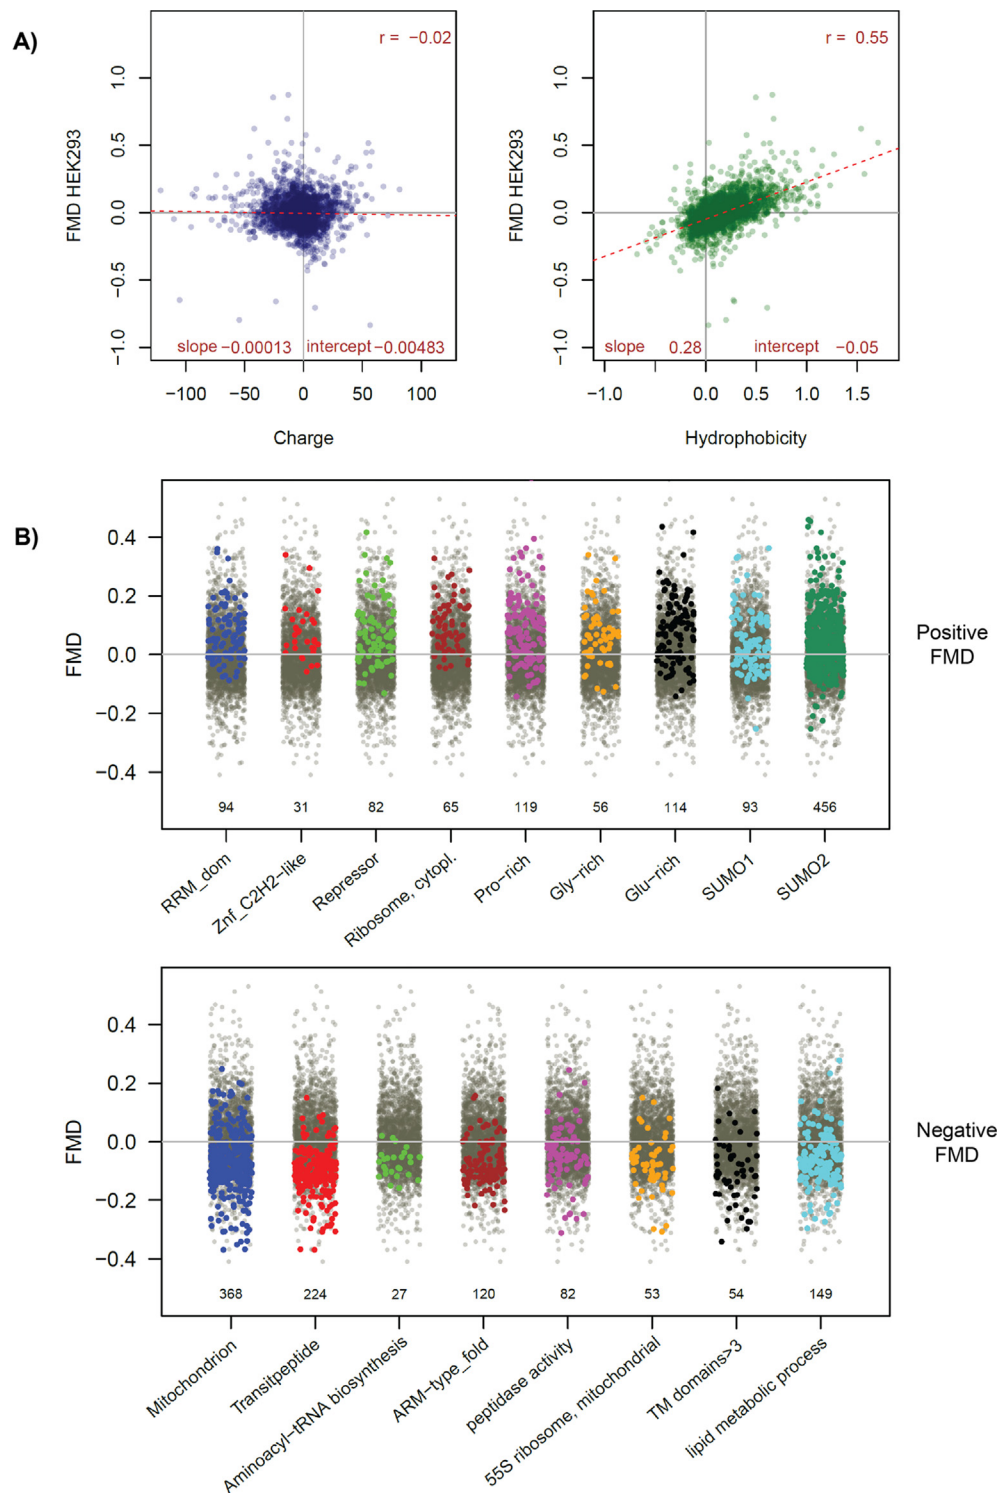 A)
r = −0.02
r = 0.55
FMD HEK293
1.0
0.5
0.0
−0.5
−1.0
slope −0.00013 intercept −0.00483
−100 −50 0 50 100
Charge
FMD HEK293
1.0
0.5
0.0
−0.5
−1.0
slope 0.28 intercept −0.05
−1.0 0.0 0.5 1.0 1.5
Hydrophobicity
B)
FMD
0.4
0.2
0.0
−0.2
−0.4
Positive
FMD
94 31 82 65 119 56 114 93 456
RRM_dom
Znf_C2H2−like
Repressor
Ribosome, cytopl.
Pro−rich
Gly−rich
Glu−rich
SUMO1
SUMO2
FMD
0.4
0.2
0.0
−0.2
−0.4
Negative
FMD
368 224 27 120 82 53 54 149
Mitochondrion
Transitpeptide
Aminoacyl−tRNA biosynthesis
ARM−type_fold
peptidase activity
55S ribosome, mitochondrial
TM domains>3
lipid metabolic process